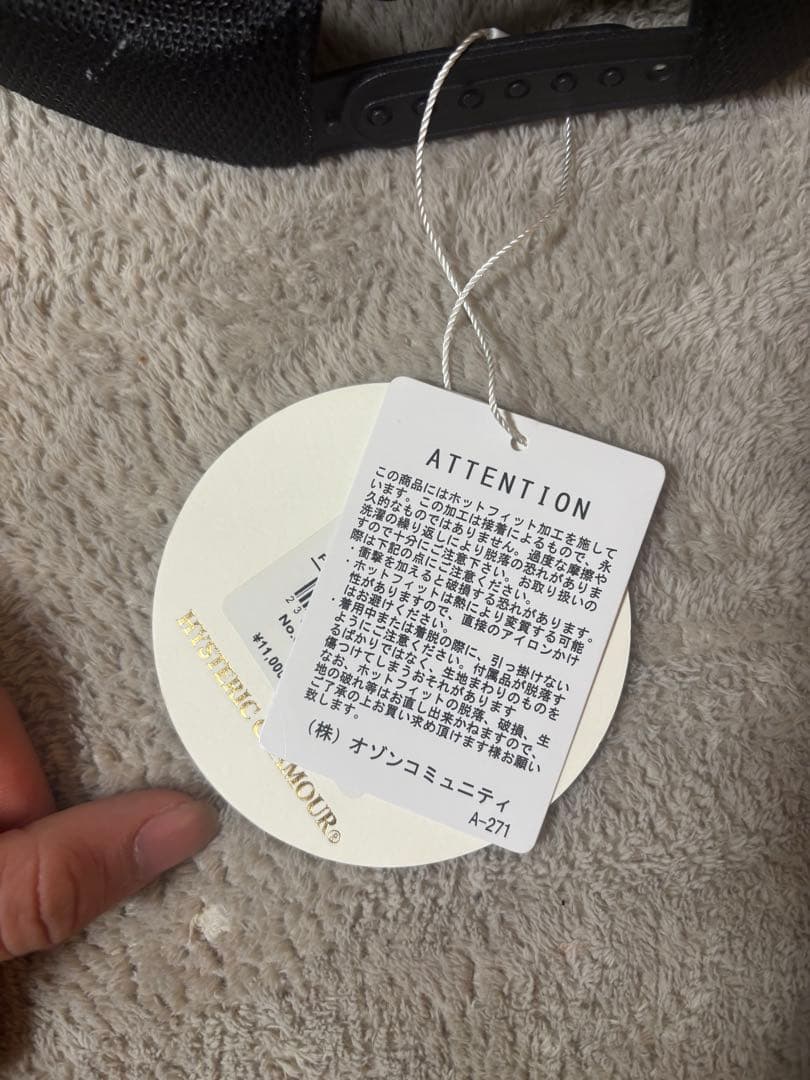 ATTENTION
この商品にはホットフィット加工を施して
います。この加工は接着によるもので、永
久的なものではありません。過度な摩擦や
洗濯の繰り返しにより脱落の恐れがありま
すので十分にご注意下さい。お取り扱いの
際は下記の点にご注意ください。
・衝撃を加えると破損する恐れがあります。
・ホットフィットは熱により変質する可能
性がありますので、直接のアイロンかけ
はお避けください。
・着用中または着脱の際に、引っ掛けない
ようにご注意ください。付属品が脱落す
るばかりではなく、生地まわりのものを
傷つけてしまうおそれがあります
なお、ホットフィットの脱落、破損、生
地の破れ等はお直し出来かねますので、
ご了承の上お買い求め頂けます様お願い
致します。
(株) オゾンコミュニティ
A-271
No.
¥11,000
HYSTERIC
MOUR®